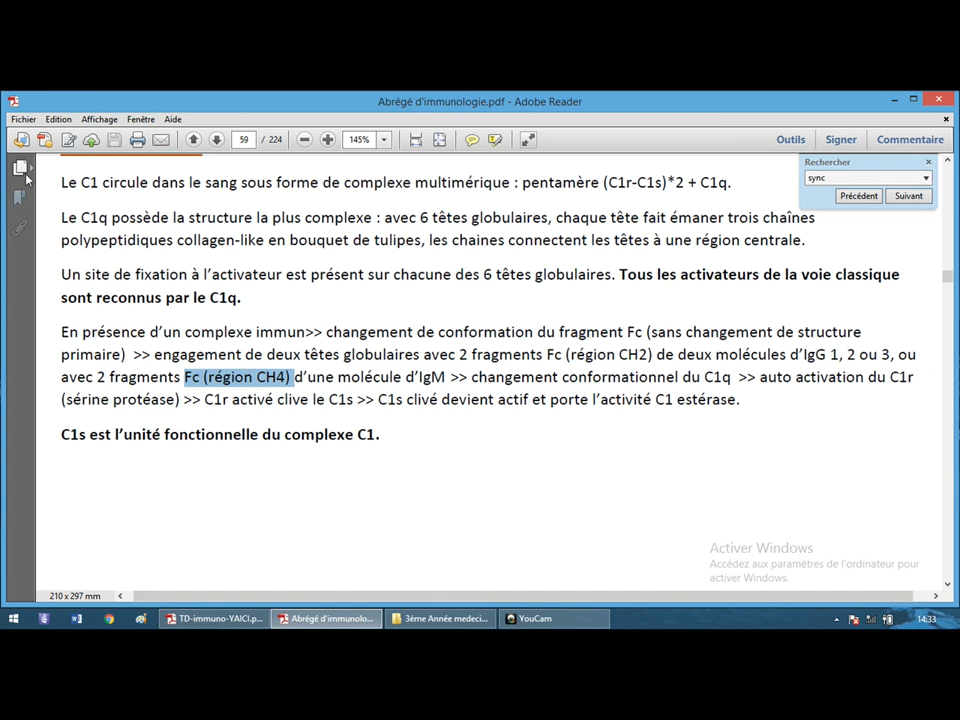 Abrégé d'immunologie.pdf - Adobe Reader
Fichier Edition Affichage Fenêtre Aide
59 / 224 145% Outils Signer Commentaire
Rechercher
sync
Précédent Suivant
Le C1 circule dans le sang sous forme de complexe multimérique : pentamère (C1r-C1s)*2 + C1q.
Le C1q possède la structure la plus complexe : avec 6 têtes globulaires, chaque tête fait émaner trois chaînes
polypeptidiques collagen-like en bouquet de tulipes, les chaines connectent les têtes à une région centrale.
Un site de fixation à l'activateur est présent sur chacune des 6 têtes globulaires. Tous les activateurs de la voie classique
sont reconnus par le C1q.
En présence d'un complexe immun>> changement de conformation du fragment Fc (sans changement de structure
primaire) >> engagement de deux têtes globulaires avec 2 fragments Fc (région CH2) de deux molécules d'IgG 1, 2 ou 3, ou
avec 2 fragments Fc (région CH4) d'une molécule d'IgM >> changement conformationnel du C1q >> auto activation du C1r
(sérine protéase) >> C1r activé clive le C1s >> C1s clivé devient actif et porte l'activité C1 estérase.
C1s est l'unité fonctionnelle du complexe C1.
Activer Windows
Accédez aux paramètres de l'ordinateur pour
activer Windows.
210 x 297 mm
TD-immuno-YAICI.p... Abrégé d'immunolo... 3éme Année medeci... YouCam 14:33